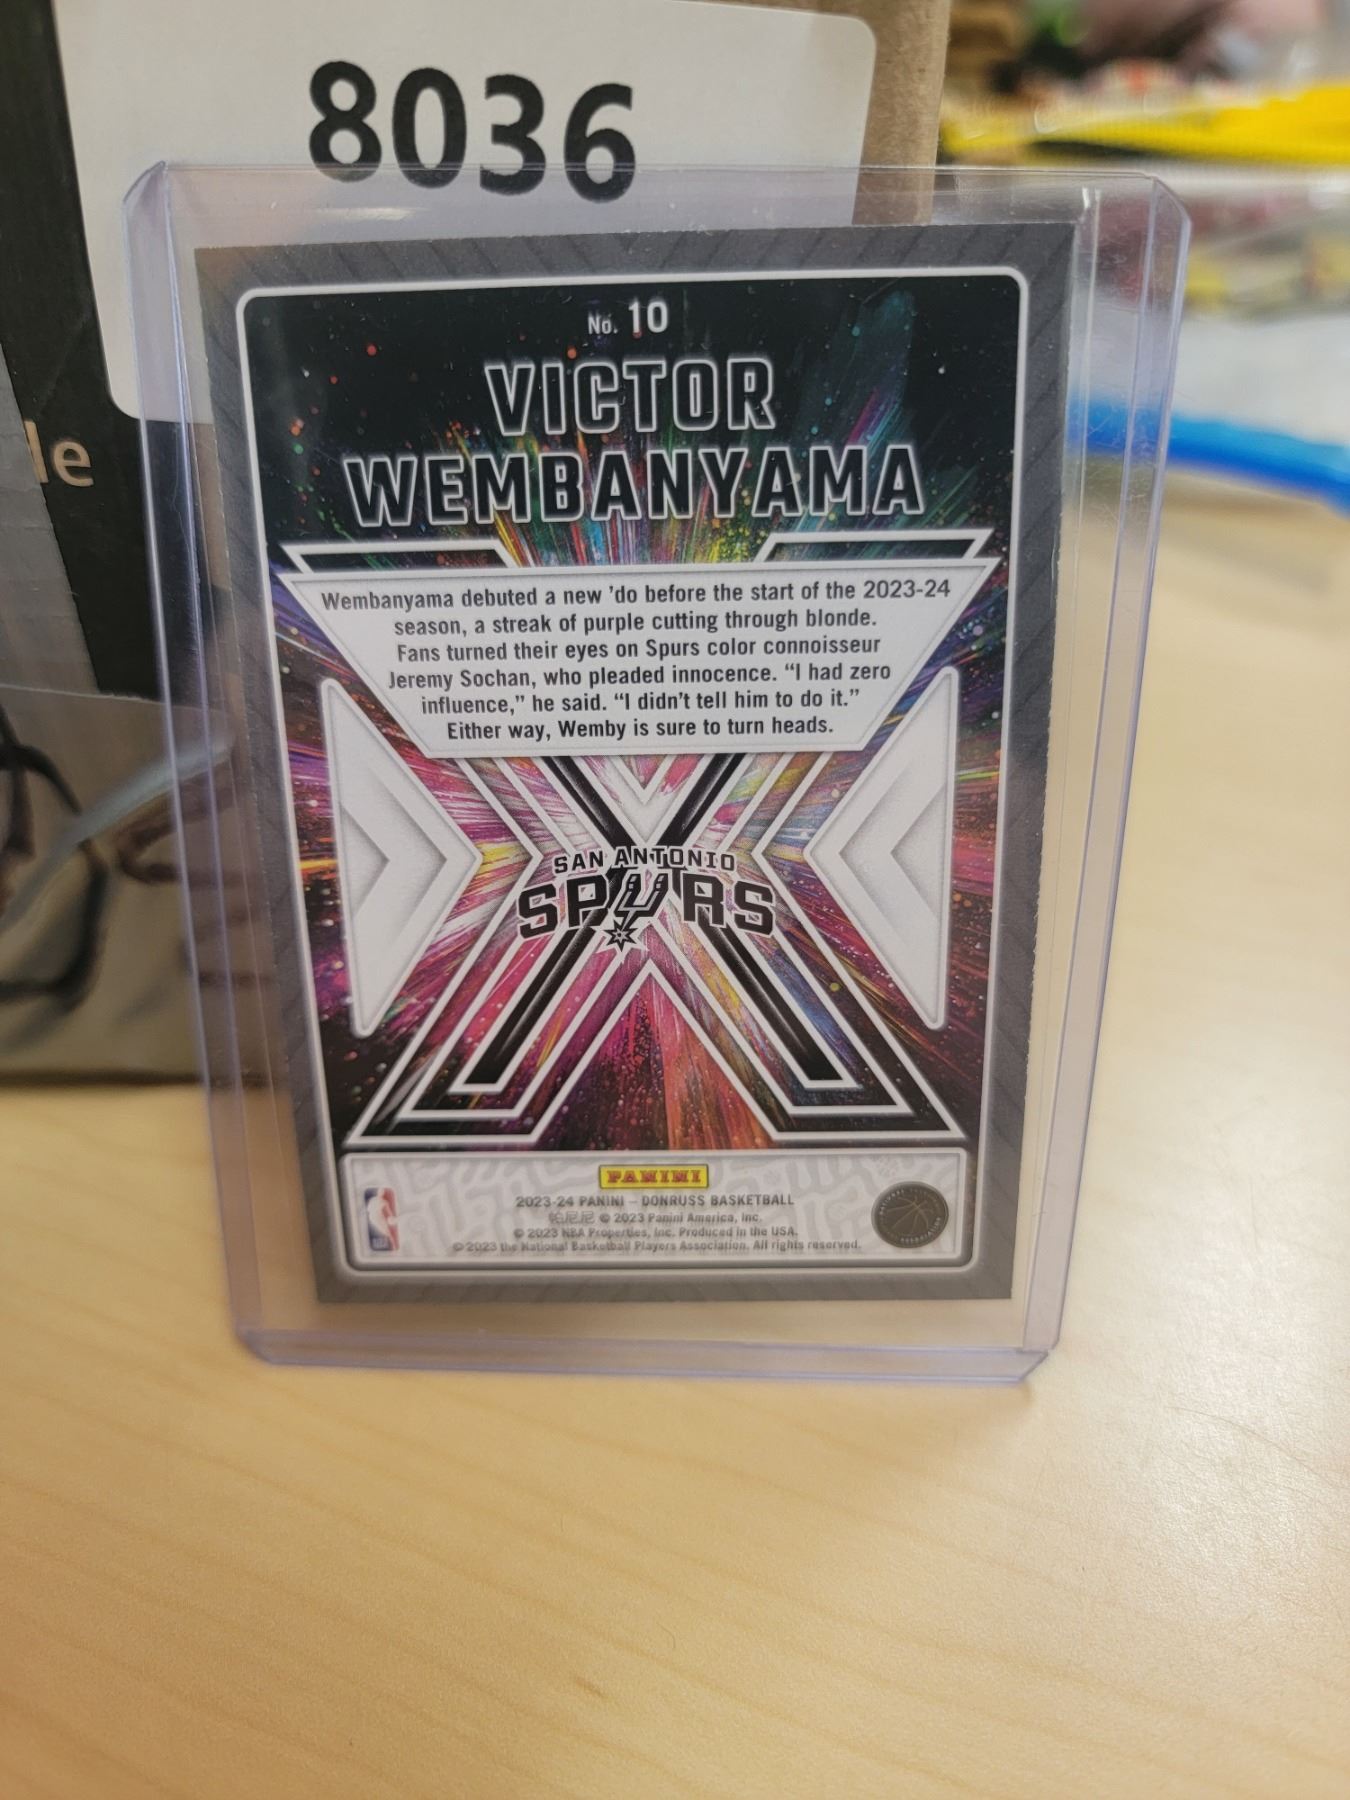 8036
le
No. 10
VICTOR
WEMBANYAMA
Wembanyama debuted a new 'do before the start of the 2023-24
season, a streak of purple cutting through blonde.
Fans turned their eyes on Spurs color connoisseur
Jeremy Sochan, who pleaded innocence. “I had zero
influence,” he said. “I didn't tell him to do it.”
Either way, Wemby is sure to turn heads.
SAN ANTONIO
SPURS
PANINI
2023-24 PANINI – DONRUSS BASKETBALL
帕尼尼 © 2023 Panini America, Inc.
© 2023 NBA Properties, Inc. Produced in the USA.
© 2023 the National Basketball Players Association. All rights reserved.